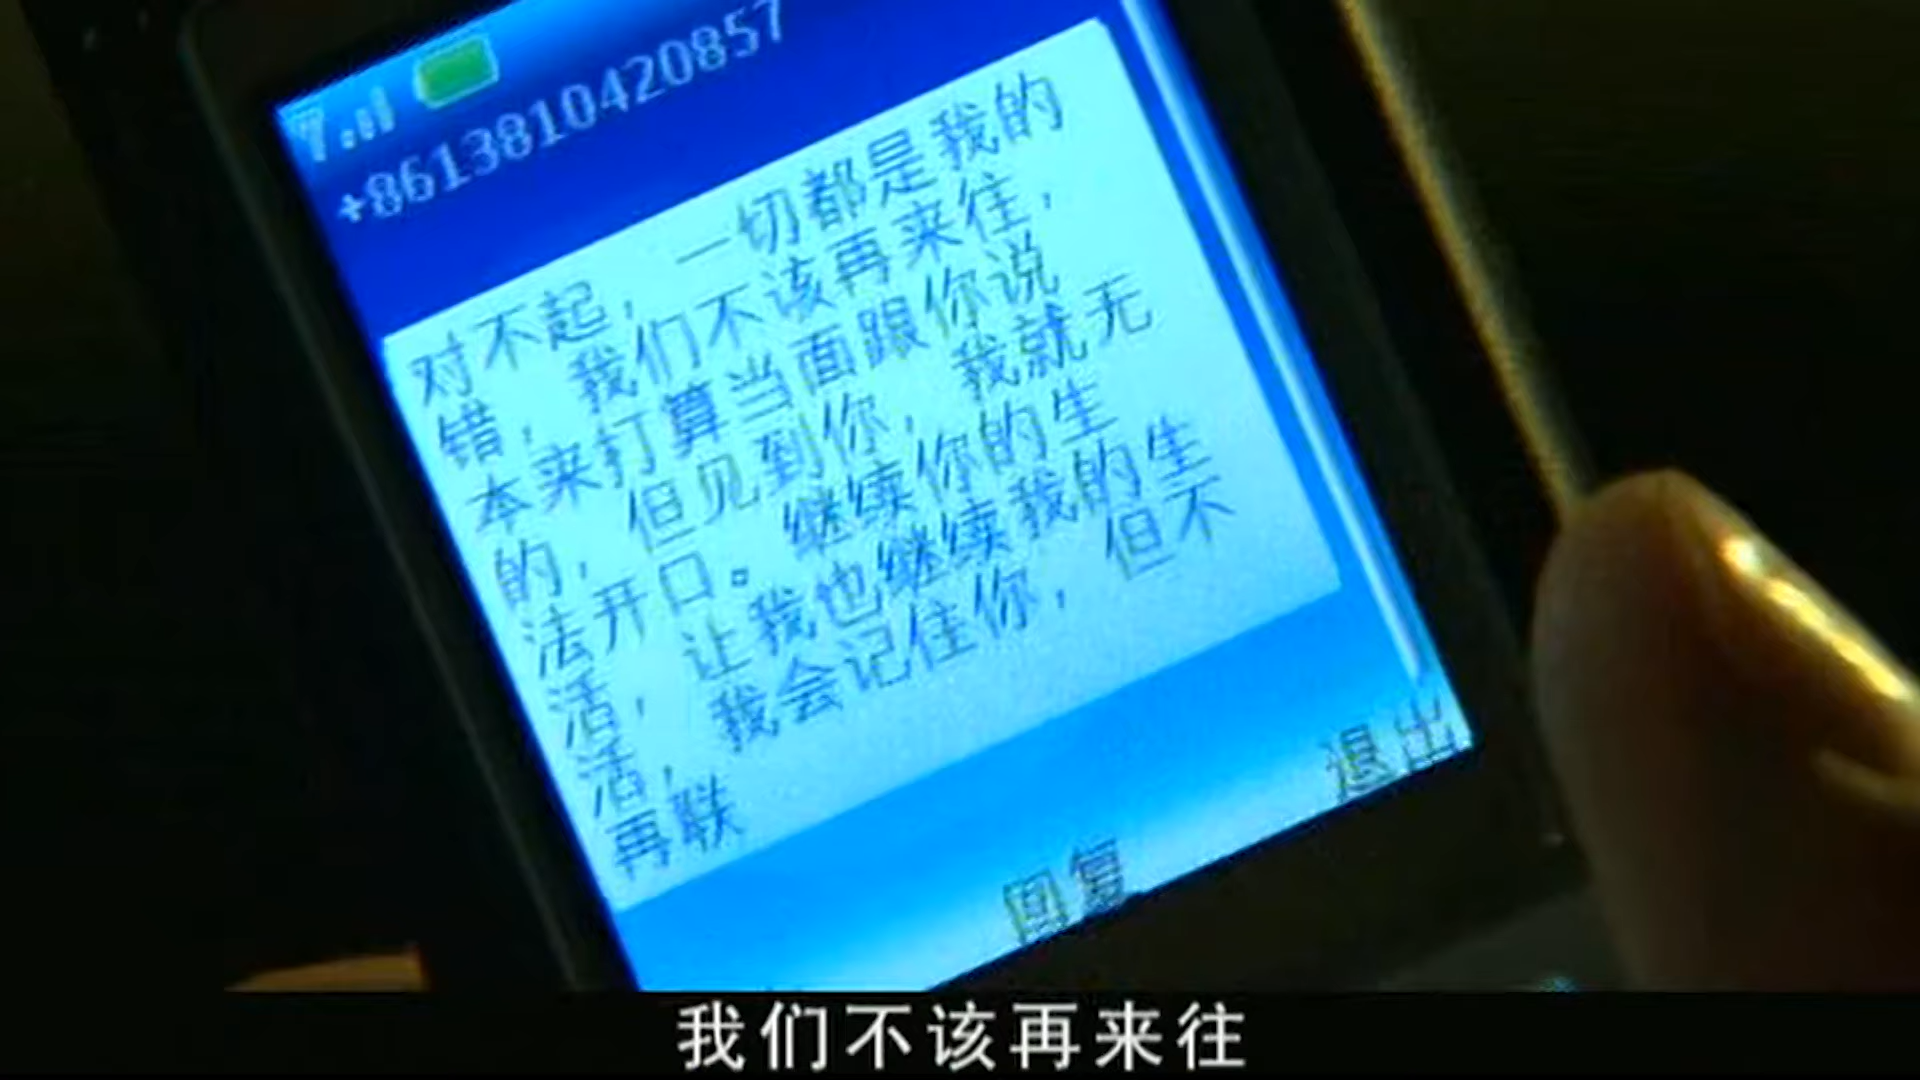 +8613810420857
对不起，一切都是我的
错，我们不该再来往，
本来打算当面跟你说
的，但见到你，我就无
法开口。继续你的生
活，让我也继续我的生
活，我会记住你，但不
再联
回复
退出
我们不该再来往